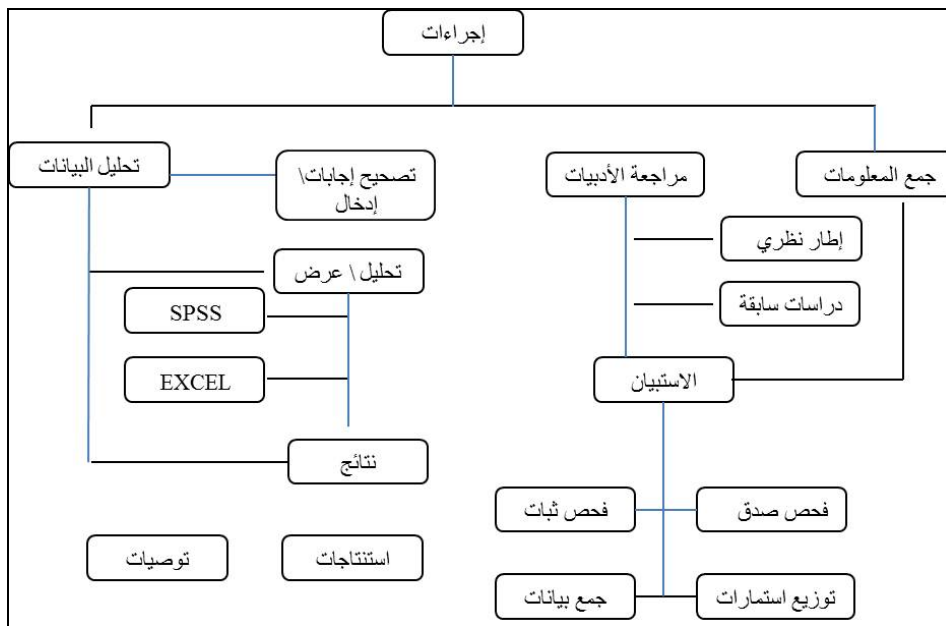 إجراءات
جمع المعلومات
مراجعة الأدبيات
إطار نظري
دراسات سابقة
الاستبيان
فحص صدق
فحص ثبات
توزيع استمارات
جمع بيانات
تحليل البيانات
تصحيح إجابات\
إدخال
تحليل \ عرض
SPSS
EXCEL
نتائج
استنتاجات
توصيات